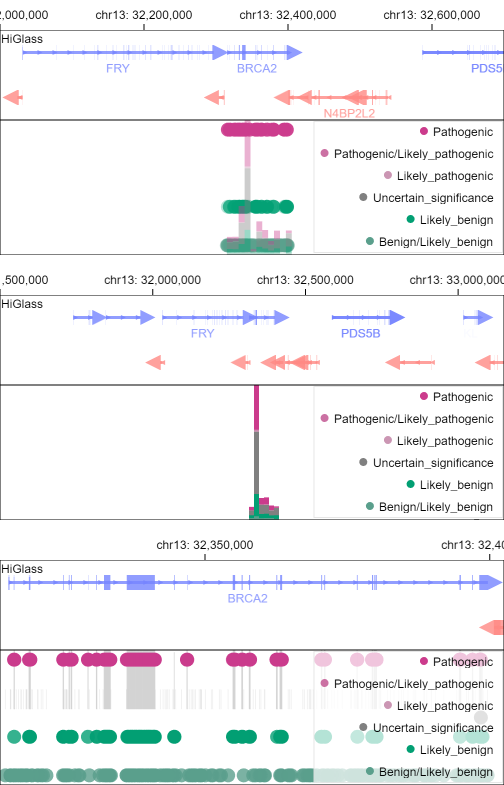 2,000,000 chr13: 32,200,000 chr13: 32,400,000 chr13: 32,600,000
HiGlass
FRY BRCA2 PDS5
N4BP2L2
Pathogenic
Pathogenic/Likely_pathogenic
Likely_pathogenic
Uncertain_significance
Likely_benign
Benign/Likely_benign
,500,000 chr13: 32,000,000 chr13: 32,500,000 chr13: 33,000,000
HiGlass
FRY PDS5B
Pathogenic
Pathogenic/Likely_pathogenic
Likely_pathogenic
Uncertain_significance
Likely_benign
Benign/Likely_benign
chr13: 32,350,000 chr13: 32,40
HiGlass
BRCA2
Pathogenic
Pathogenic/Likely_pathogenic
Likely_pathogenic
Uncertain_significance
Likely_benign
Benign/Likely_benign